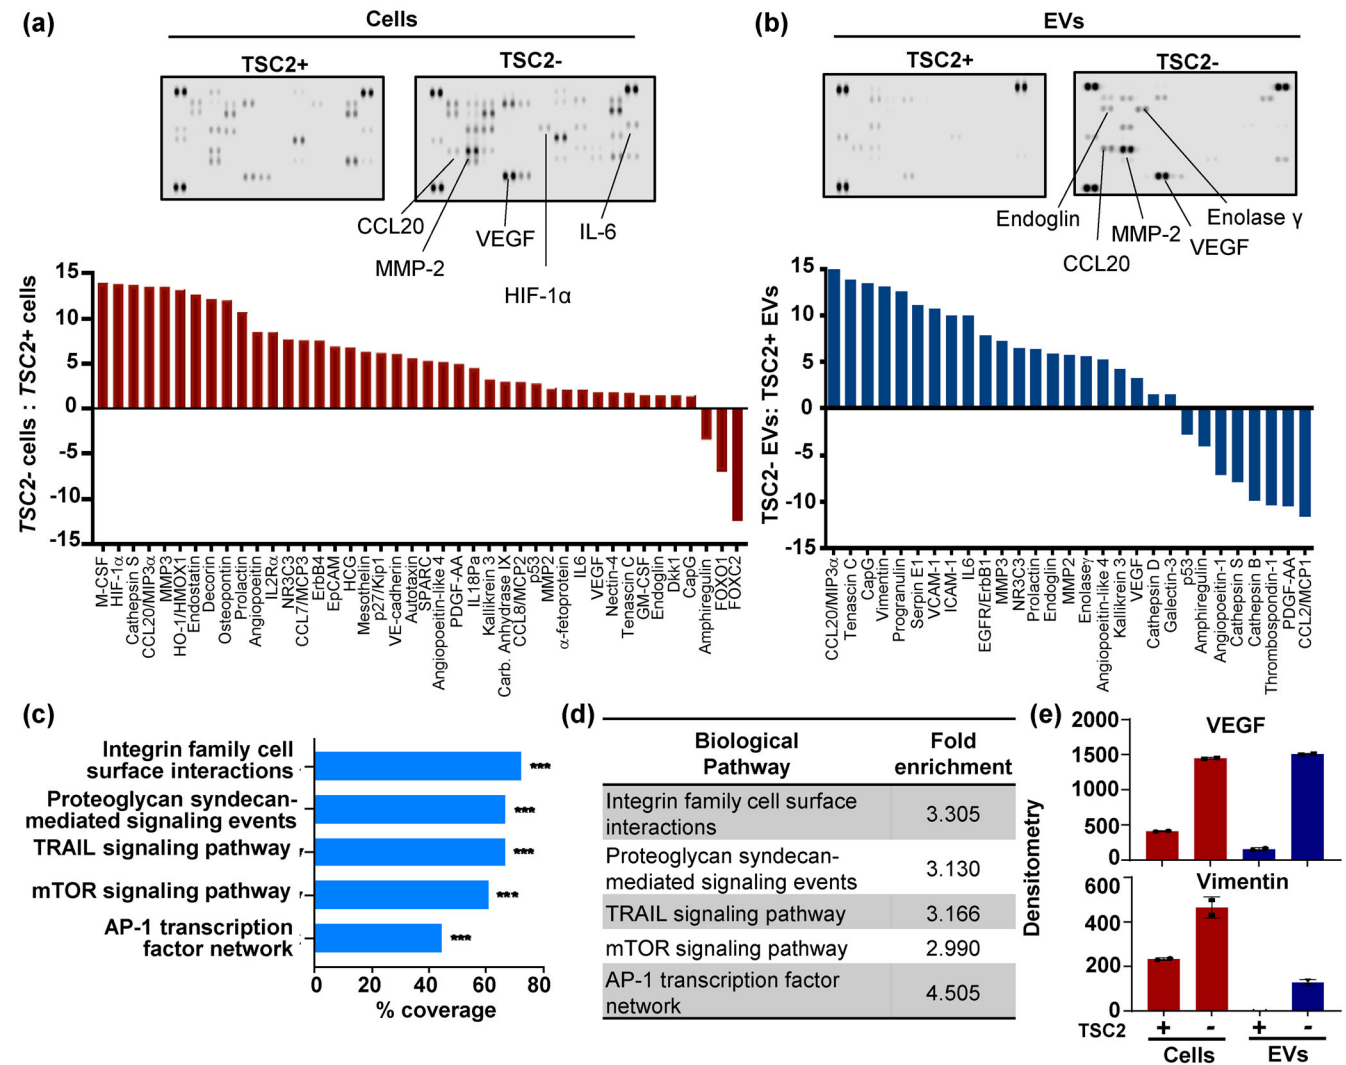 (a)
Cells
TSC2+
TSC2-
CCL20
MMP-2
VEGF
HIF-1α
IL-6
TSC2- cells : TSC2+ cells
15
10
5
0
-5
-10
-15
M-CSF
HIF-1α
Cathepsin S
CCL20/MIP3α
MMP3
HO-1/HMOX1
Endostatin
Decorin
Osteopontin
Prolactin
Angiopoeitin
IL2Rα
NR3C3
CCL7/MCP3
ErbB4
EpCAM
HCG
Mesothelin
p27/Kip1
VE-cadherin
Autotaxin
SPARC
Angiopoeitin-like 4
PDGF-AA
IL18Pa
Kallikrein 3
Carb. Anhydrase IX
CCL8/MCP2
p53
MMP2
α-fetoprotein
IL6
VEGF
Nectin-4
Tenascin C
GM-CSF
Endoglin
Dkk1
CapG
Amphiregulin
FOXO1
FOXC2
(b)
EVs
TSC2+
TSC2-
Endoglin
CCL20
MMP-2
VEGF
Enolase γ
TSC2- EVs: TSC2+ EVs
15
10
5
0
-5
-10
-15
CCL20/MIP3α
Tenascin C
CapG
Vimentin
Progranulin
Serpin E1
VCAM-1
ICAM-1
IL6
EGFR/ErbB1
MMP3
NR3C3
Prolactin
Endoglin
MMP2
Enolaseγ
Angiopoeitin-like 4
Kallikrein 3
VEGF
Cathepsin D
Galectin-3
p53
Amphiregulin
Angiopoeitin-1
Cathepsin S
Cathepsin B
Thrombospondin-1
PDGF-AA
CCL2/MCP1
(c)
Integrin family cell
surface interactions
***
Proteoglycan syndecan-
mediated signaling events
***
TRAIL signaling pathway
***
mTOR signaling pathway
***
AP-1 transcription
factor network
***
0 20 40 60 80
% coverage
(d)
Biological
Pathway
Fold
enrichment
Integrin family cell surface
interactions
3.305
Proteoglycan syndecan-
mediated signaling events
3.130
TRAIL signaling pathway
3.166
mTOR signaling pathway
2.990
AP-1 transcription factor
network
4.505
(e)
Densitometry
VEGF
2000
1500
1000
500
0
Vimentin
600
400
200
0
TSC2 + - + -
Cells EVs